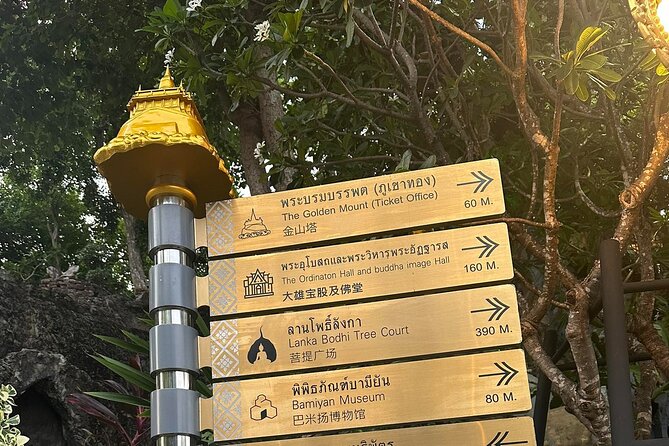 พระบรมบรรพต (ภูเขาทอง)
The Golden Mount (Ticket Office)
金山塔
60 M.
พระอุโบสถและพระวิหารพระอัฏฐารส
The Ordinaton Hall and buddha image Hall
大雄宝殿及佛堂
160 M.
ลานโพธิ์ลังกา
Lanka Bodhi Tree Court
菩提广场
390 M.
พิพิธภัณฑ์บามียัน
Bamiyan Museum
巴米扬博物馆
80 M.